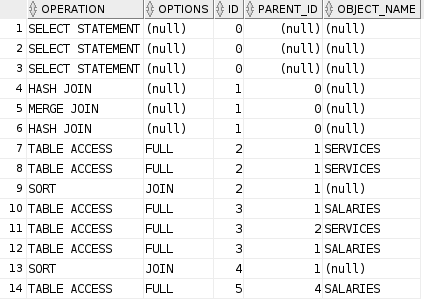 OPERATION OPTIONS ID PARENT_ID OBJECT_NAME
1 SELECT STATEMENT (null) 0 (null) (null)
2 SELECT STATEMENT (null) 0 (null) (null)
3 SELECT STATEMENT (null) 0 (null) (null)
4 HASH JOIN (null) 1 0 (null)
5 MERGE JOIN (null) 1 0 (null)
6 HASH JOIN (null) 1 0 (null)
7 TABLE ACCESS FULL 2 1 SERVICES
8 TABLE ACCESS FULL 2 1 SERVICES
9 SORT JOIN 2 1 (null)
10 TABLE ACCESS FULL 3 1 SALARIES
11 TABLE ACCESS FULL 3 2 SERVICES
12 TABLE ACCESS FULL 3 1 SALARIES
13 SORT JOIN 4 1 (null)
14 TABLE ACCESS FULL 5 4 SALARIES